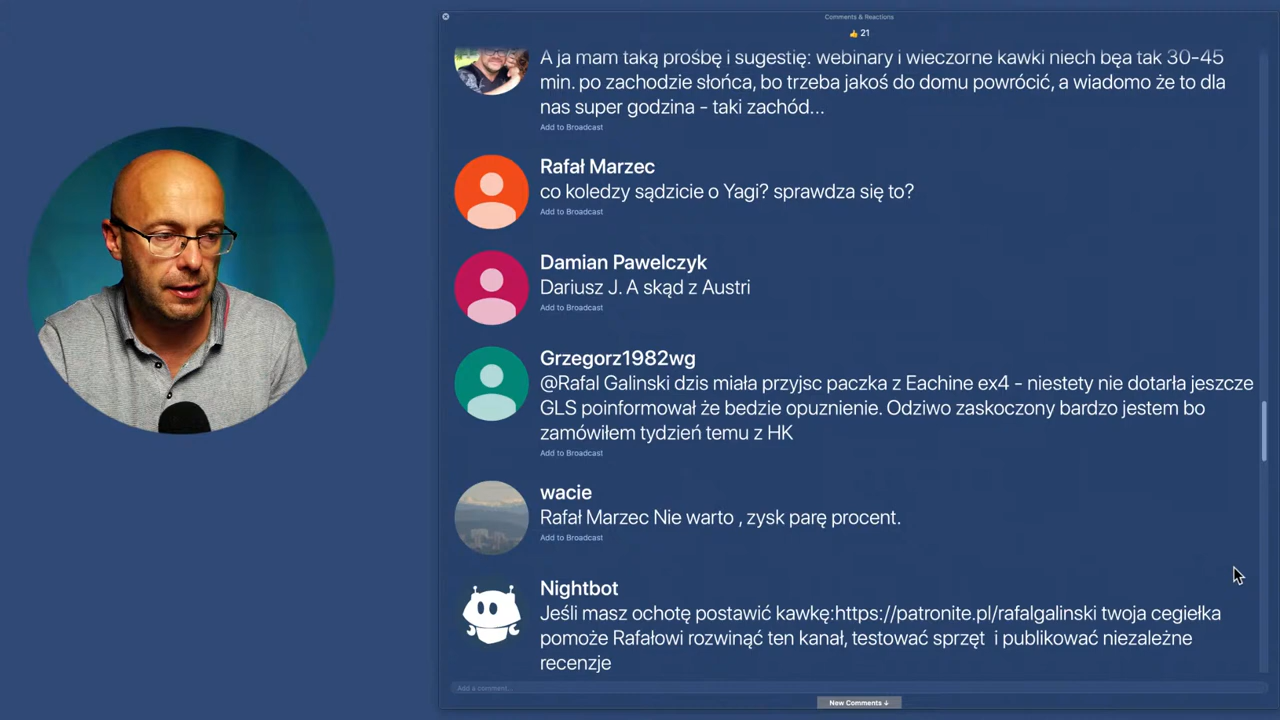 Comments & Reactions
👍 21
A ja mam taką prośbę i sugestię: webinary i wieczorne kawki niech bęa tak 30-45
min. po zachodzie słońca, bo trzeba jakoś do domu powrócić, a wiadomo że to dla
nas super godzina - taki zachód...
Add to Broadcast
Rafał Marzec
co koledzy sądzicie o Yagi? sprawdza się to?
Add to Broadcast
Damian Pawelczyk
Dariusz J. A skąd z Austri
Add to Broadcast
Grzegorz1982wg
@Rafal Galinski dzis miała przyjsc paczka z Eachine ex4 - niestety nie dotarła jeszcze
GLS poinformował że bedzie opuznienie. Odziwo zaskoczony bardzo jestem bo
zamówiłem tydzień temu z HK
Add to Broadcast
wacie
Rafał Marzec Nie warto , zysk parę procent.
Add to Broadcast
Nightbot
Jeśli masz ochotę postawić kawkę:https://patronite.pl/rafalgalinski twoja cegiełka
pomoże Rafałowi rozwinąć ten kanał, testować sprzęt  i publikować niezależne
recenzje
Add a comment...
New Comments ↓